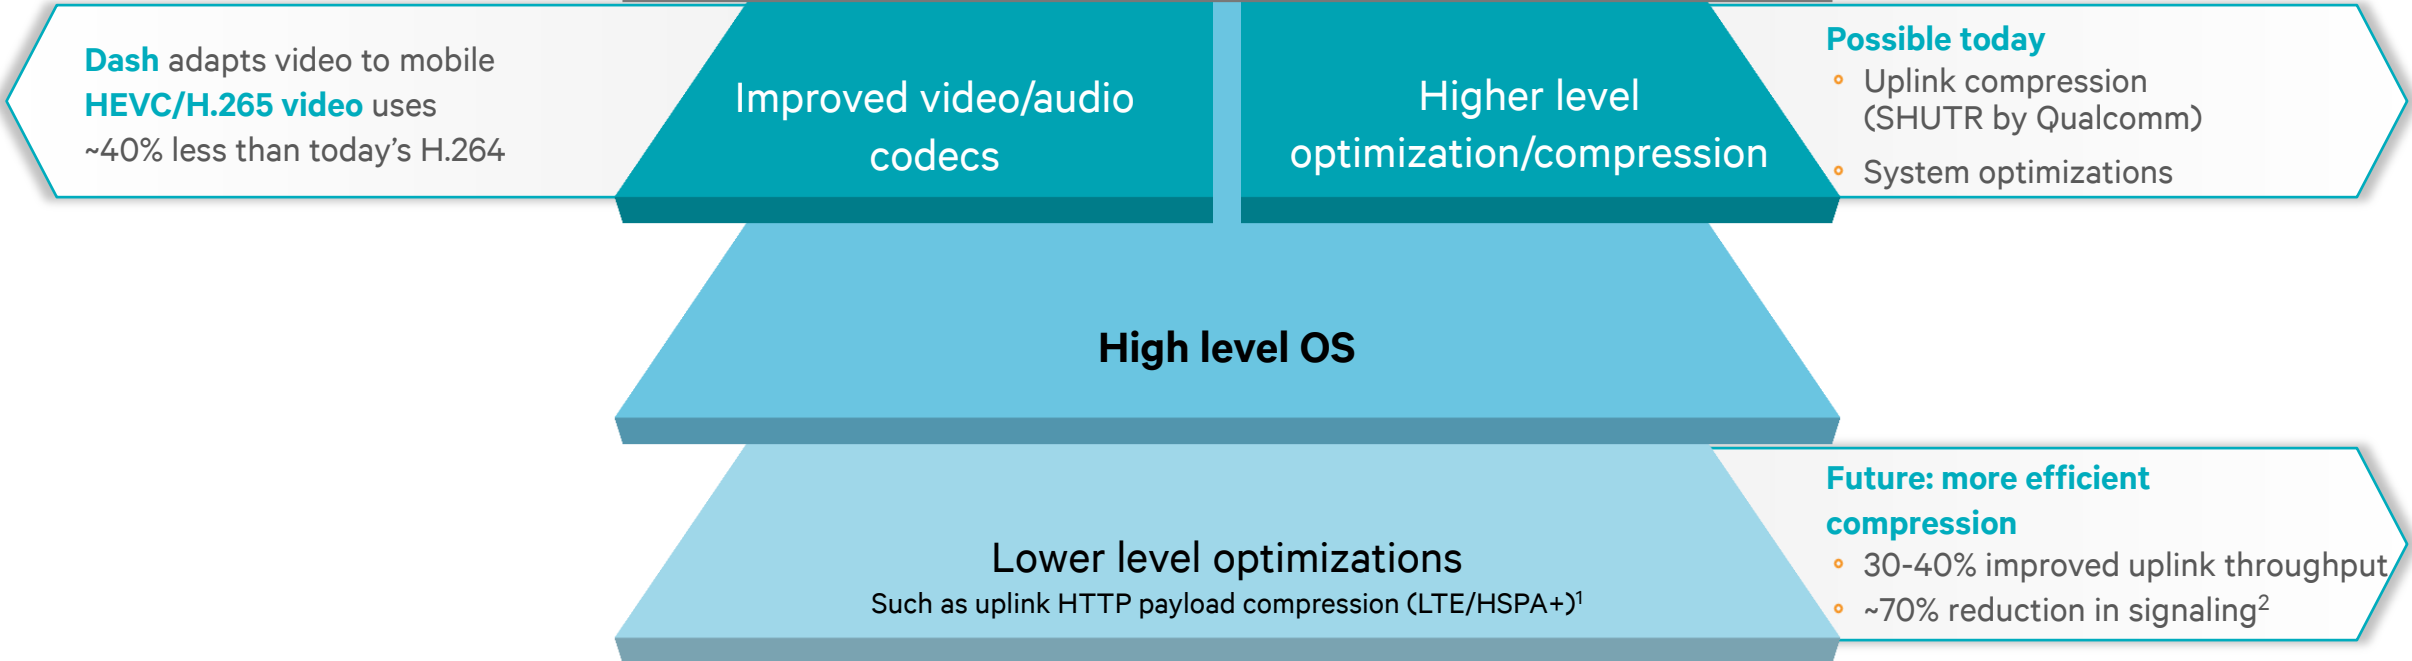 Dash adapts video to mobile
HEVC/H.265 video uses
~40% less than today’s H.264
Improved video/audio
codecs
Higher level
optimization/compression
Possible today
Uplink compression
(SHUTR by Qualcomm)
System optimizations
High level OS
Lower level optimizations
Such as uplink HTTP payload compression (LTE/HSPA+)¹
Future: more efficient
compression
30-40% improved uplink throughput
~70% reduction in signaling²